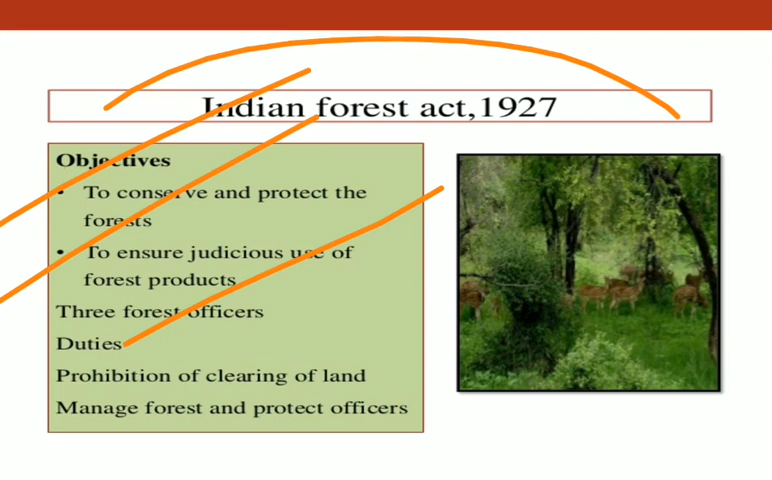 Indian forest act,1927
Objectives
• To conserve and protect the
forests
• To ensure judicious use of
forest products
Three forest officers
Duties
Prohibition of clearing of land
Manage forest and protect officers